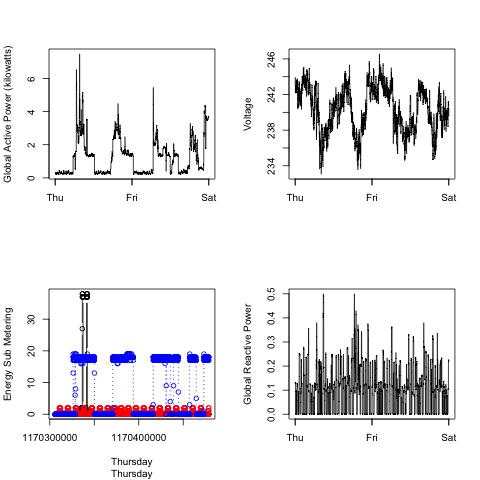 Global Active Power (kilowatts)
0 2 4 6
Thu Fri Sat
Voltage
234 238 242 246
Thu Fri Sat
Energy Sub Metering
0 10 20 30
1170300000 1170400000
Thursday
Thursday
Global Reactive Power
0.0 0.1 0.2 0.3 0.4 0.5
Thu Fri Sat